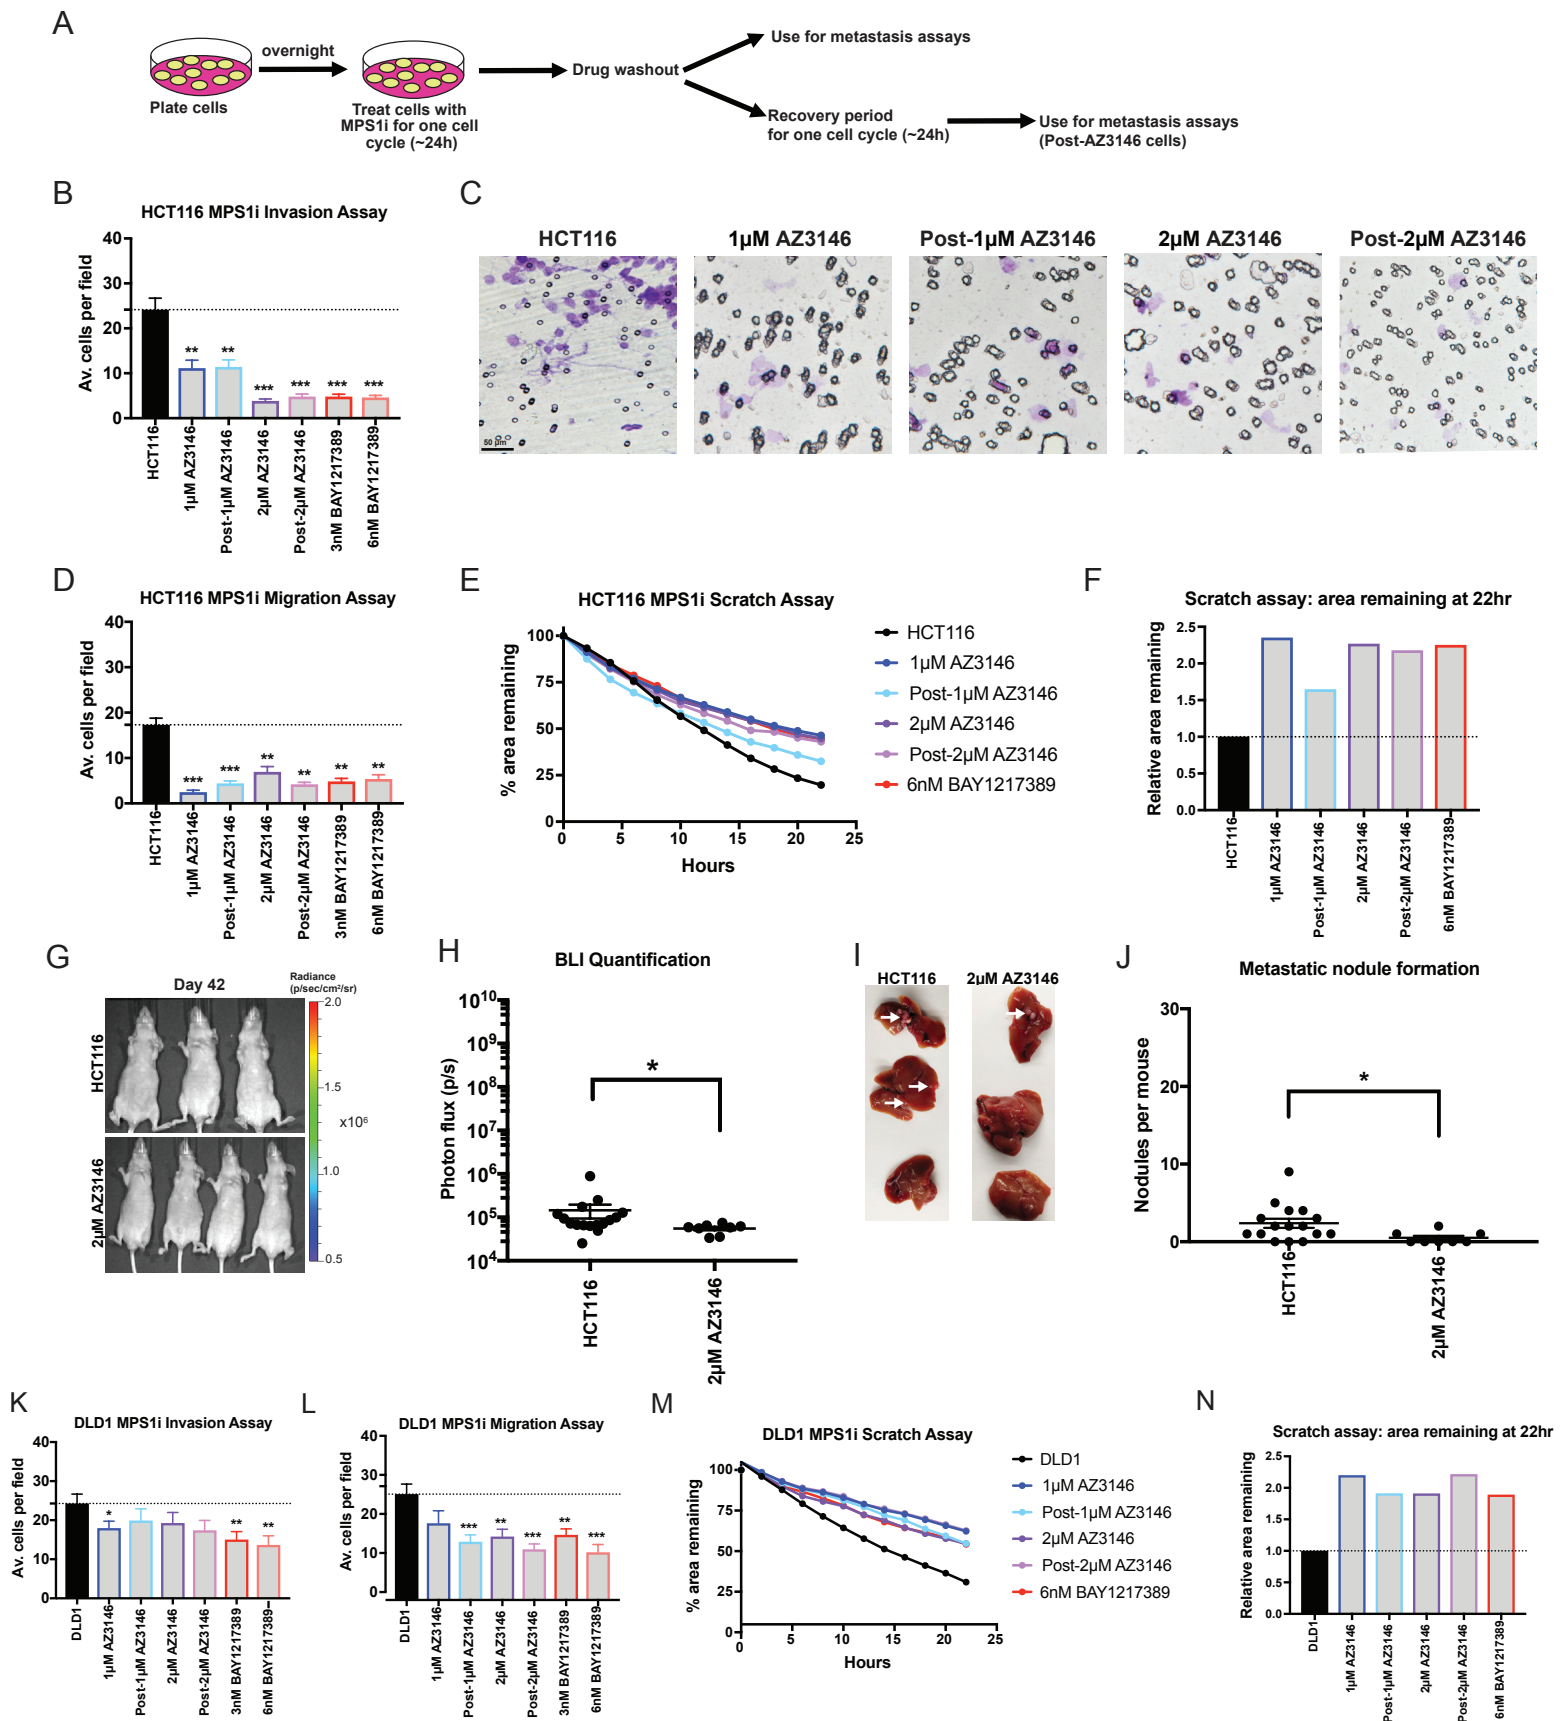 A
overnight
Plate cells
Treat cells with
MPS1i for one cell
cycle (~24h)
Drug washout
Use for metastasis assays
Recovery period
for one cell cycle (~24h)
Use for metastasis assays
(Post-AZ3146 cells)
B
HCT116 MPS1i Invasion Assay
Av. cells per field
40
30
20
10
0
** ** *** *** *** ***
HCT116
1µM AZ3146
Post-1µM AZ3146
2µM AZ3146
Post-2µM AZ3146
3nM BAY1217389
6nM BAY1217389
C
HCT116
1µM AZ3146
Post-1µM AZ3146
2µM AZ3146
Post-2µM AZ3146
50 µm
D
HCT116 MPS1i Migration Assay
Av. cells per field
40
30
20
10
0
*** *** ** ** ** **
HCT116
1µM AZ3146
Post-1µM AZ3146
2µM AZ3146
Post-2µM AZ3146
3nM BAY1217389
6nM BAY1217389
E
HCT116 MPS1i Scratch Assay
% area remaining
100
75
50
25
0
0 5 10 15 20 25
Hours
HCT116
1µM AZ3146
Post-1µM AZ3146
2µM AZ3146
Post-2µM AZ3146
6nM BAY1217389
F
Scratch assay: area remaining at 22hr
Relative area remaining
2.5
2.0
1.5
1.0
0.5
0.0
HCT116
1µM AZ3146
Post-1µM AZ3146
2µM AZ3146
Post-2µM AZ3146
6nM BAY1217389
G
Day 42
Radiance
(p/sec/cm²/sr)
HCT116
2µM AZ3146
2.0
1.5
x10⁶
1.0
0.5
H
BLI Quantification
Photon flux (p/s)
10¹⁰
10⁹
10⁸
10⁷
10⁶
10⁵
10⁴
*
HCT116
2µM AZ3146
I
HCT116
2µM AZ3146
J
Metastatic nodule formation
Nodules per mouse
30
20
10
0
*
HCT116
2µM AZ3146
K
DLD1 MPS1i Invasion Assay
Av. cells per field
40
30
20
10
0
* ** **
DLD1
1µM AZ3146
Post-1µM AZ3146
2µM AZ3146
Post-2µM AZ3146
3nM BAY1217389
6nM BAY1217389
L
DLD1 MPS1i Migration Assay
Av. cells per field
40
30
20
10
0
*** ** *** ** ***
DLD1
1µM AZ3146
Post-1µM AZ3146
2µM AZ3146
Post-2µM AZ3146
3nM BAY1217389
6nM BAY1217389
M
DLD1 MPS1i Scratch Assay
% area remaining
100
75
50
25
0
0 5 10 15 20 25
Hours
DLD1
1µM AZ3146
Post-1µM AZ3146
2µM AZ3146
Post-2µM AZ3146
6nM BAY1217389
N
Scratch assay: area remaining at 22hr
Relative area remaining
2.5
2.0
1.5
1.0
0.5
0.0
DLD1
1µM AZ3146
Post-1µM AZ3146
2µM AZ3146
Post-2µM AZ3146
6nM BAY1217389